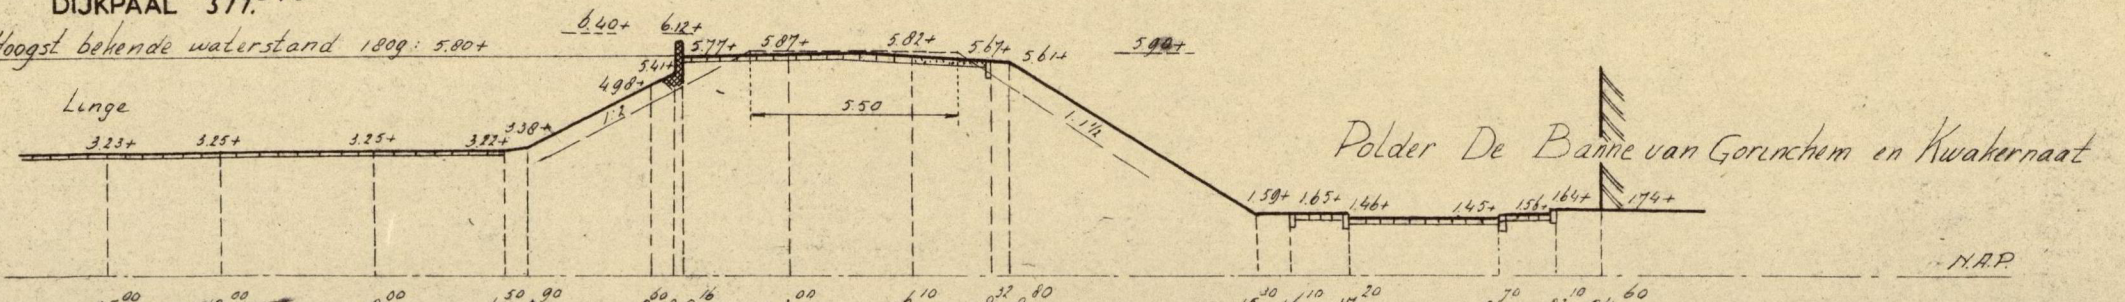 DIJKPAAL 377.
Hoogst bekende waterstand 1809: 5.80+
6.40+
6.12+
5.77+ 5.87+ 5.82+ 5.67+ 5.61+
5.90+
5.41+
4.98+
Linge
1:2
5.50
1:1½
3.23+ 3.25+ 3.25+ 3.22+ 3.38+
Polder De Banne van Gorinchem en Kwakernaat
1.59+ 1.65+ 1.46+ 1.45+ 1.56+ 1.64+ 1.74+
N.A.P.